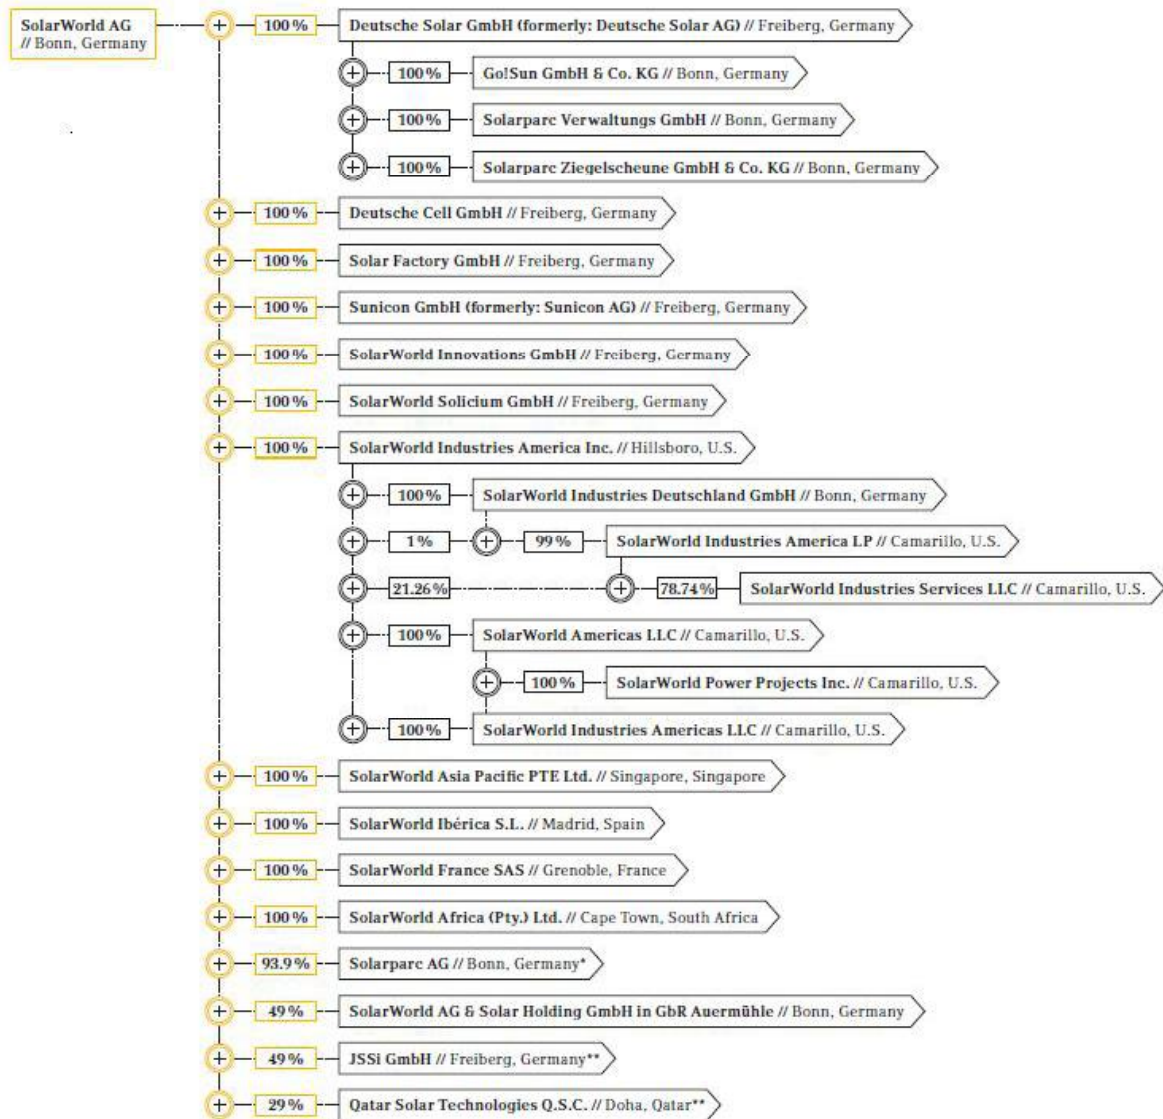 SolarWorld AG
// Bonn, Germany
100% Deutsche Solar GmbH (formerly: Deutsche Solar AG) // Freiberg, Germany
100% Go!Sun GmbH & Co. KG // Bonn, Germany
100% Solarparc Verwaltungs GmbH // Bonn, Germany
100% Solarparc Ziegelscheune GmbH & Co. KG // Bonn, Germany
100% Deutsche Cell GmbH // Freiberg, Germany
100% Solar Factory GmbH // Freiberg, Germany
100% Sunicon GmbH (formerly: Sunicon AG) // Freiberg, Germany
100% SolarWorld Innovations GmbH // Freiberg, Germany
100% SolarWorld Solicium GmbH // Freiberg, Germany
100% SolarWorld Industries America Inc. // Hillsboro, U.S.
100% SolarWorld Industries Deutschland GmbH // Bonn, Germany
1% 99% SolarWorld Industries America LP // Camarillo, U.S.
21.26% 78.74% SolarWorld Industries Services LLC // Camarillo, U.S.
100% SolarWorld Americas LLC // Camarillo, U.S.
100% SolarWorld Power Projects Inc. // Camarillo, U.S.
100% SolarWorld Industries Americas LLC // Camarillo, U.S.
100% SolarWorld Asia Pacific PTE Ltd. // Singapore, Singapore
100% SolarWorld Ibérica S.L. // Madrid, Spain
100% SolarWorld France SAS // Grenoble, France
100% SolarWorld Africa (Pty.) Ltd. // Cape Town, South Africa
93.9% Solarparc AG // Bonn, Germany*
49% SolarWorld AG & Solar Holding GmbH in GbR Auermühle // Bonn, Germany
49% JSSi GmbH // Freiberg, Germany**
29% Qatar Solar Technologies Q.S.C. // Doha, Qatar**